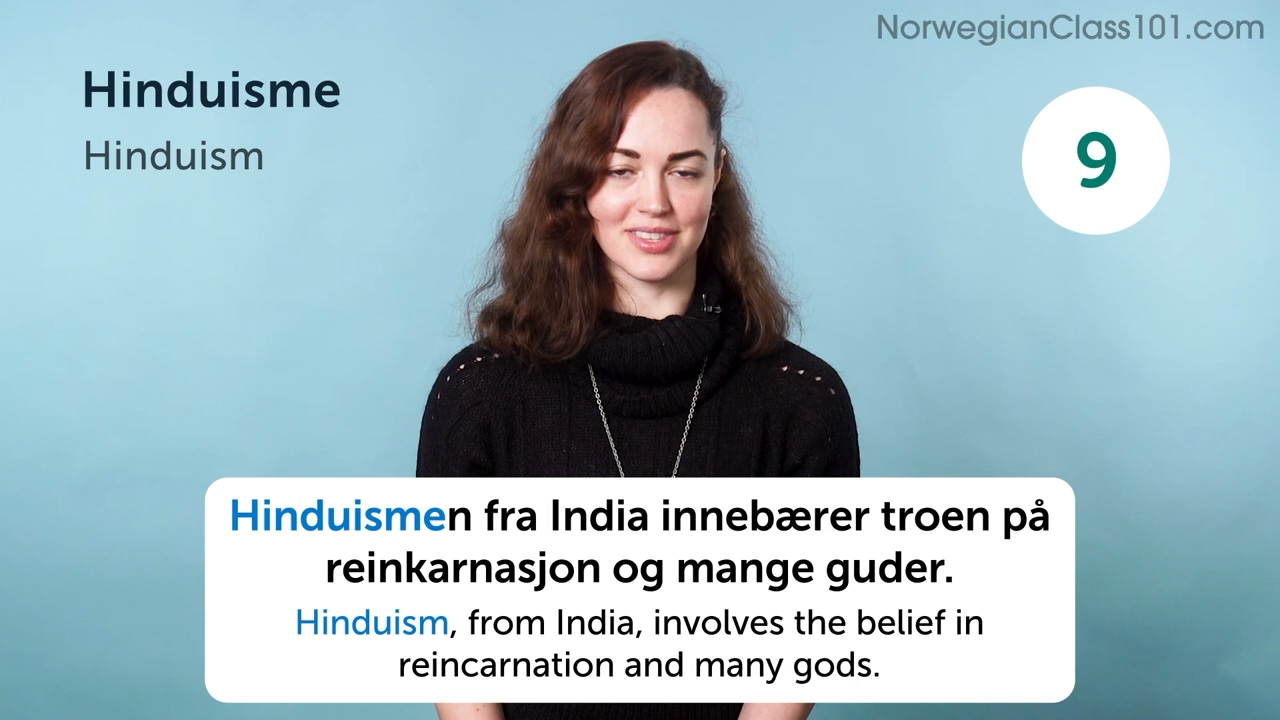 NorwegianClass101.com
Hinduisme
Hinduism
9
Hinduismen fra India innebærer troen på
reinkarnasjon og mange guder.
Hinduism, from India, involves the belief in
reincarnation and many gods.